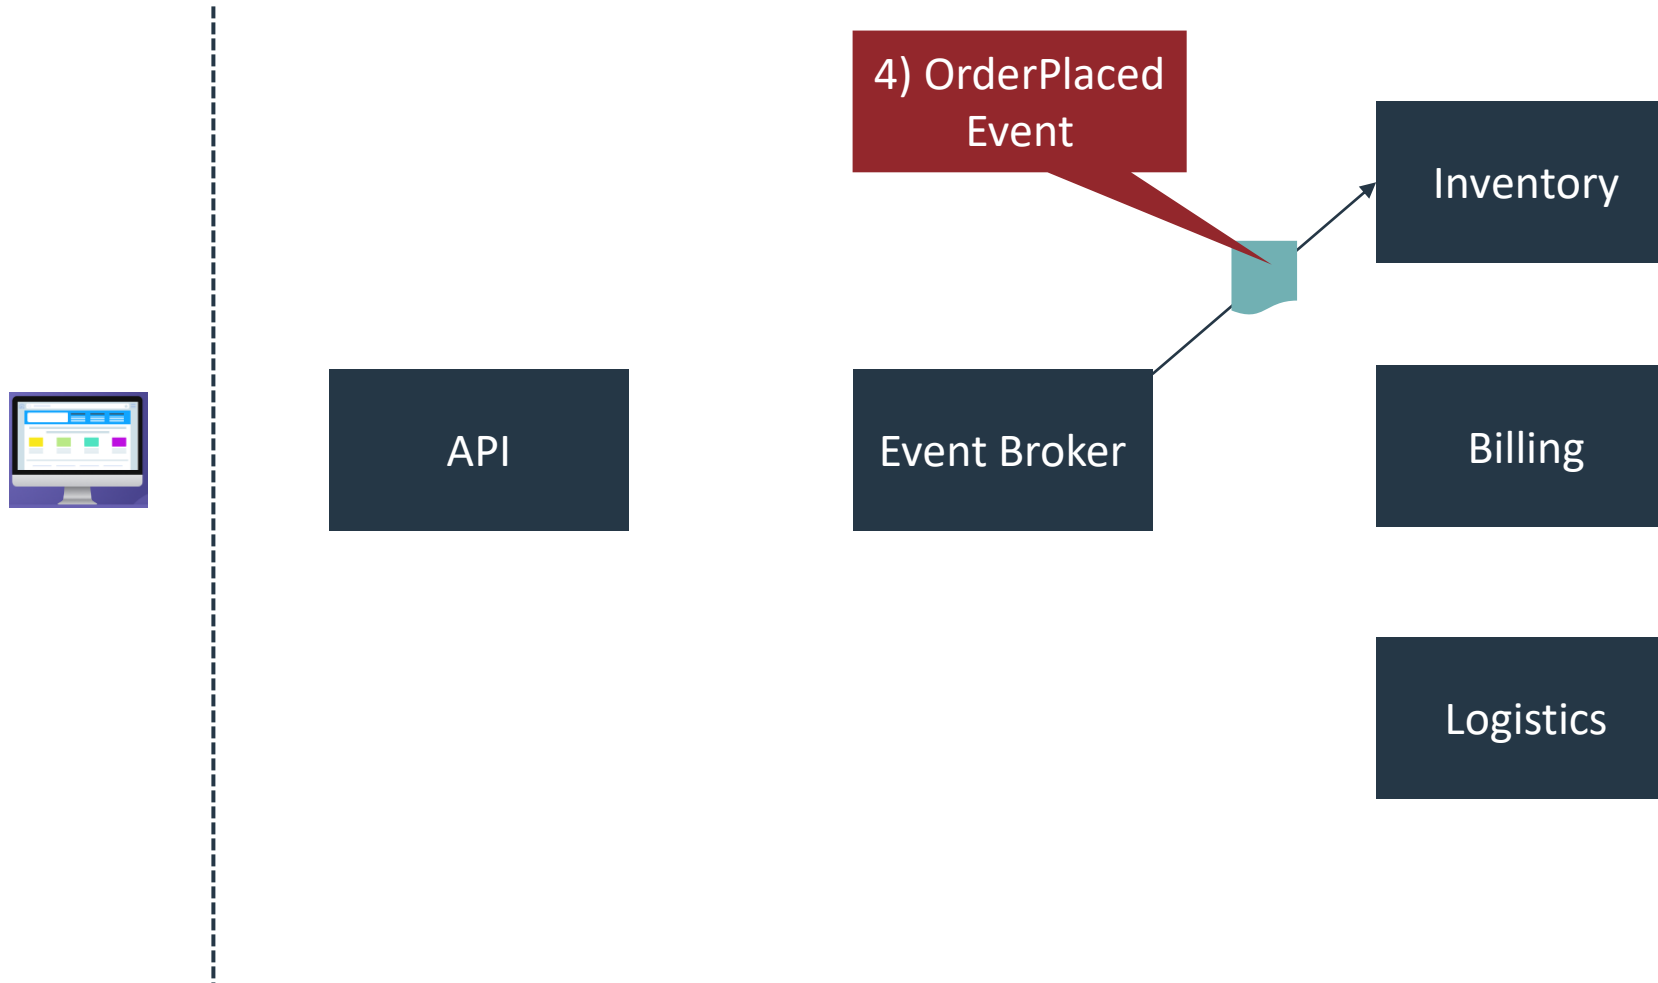 4) OrderPlaced
Event
Inventory
API
Event Broker
Billing
Logistics